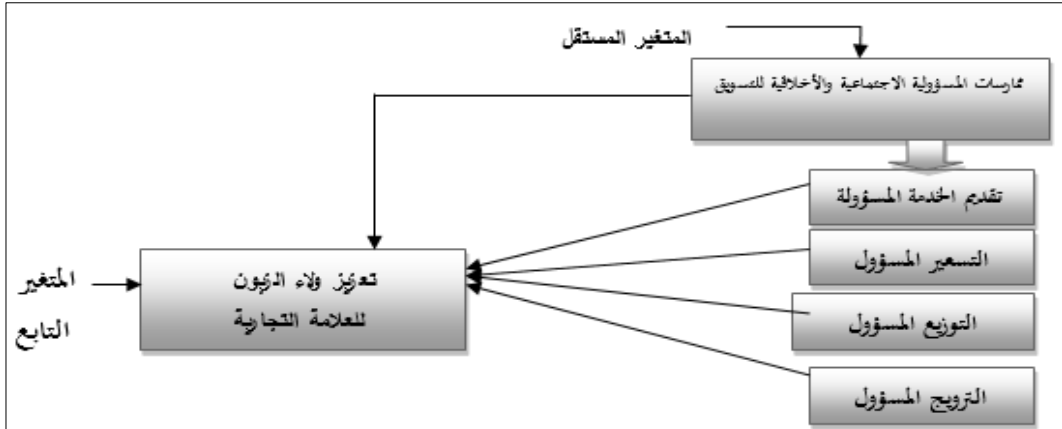 المتغير المستقل
ممارسات المسؤولية الاجتماعية والأخلاقية للتسويق
تقديم الخدمة المسؤولة
التسعير المسؤول
التوزيع المسؤول
الترويج المسؤول
تعزيز ولاء الزبون
للعلامة التجارية
المتغير
التابع